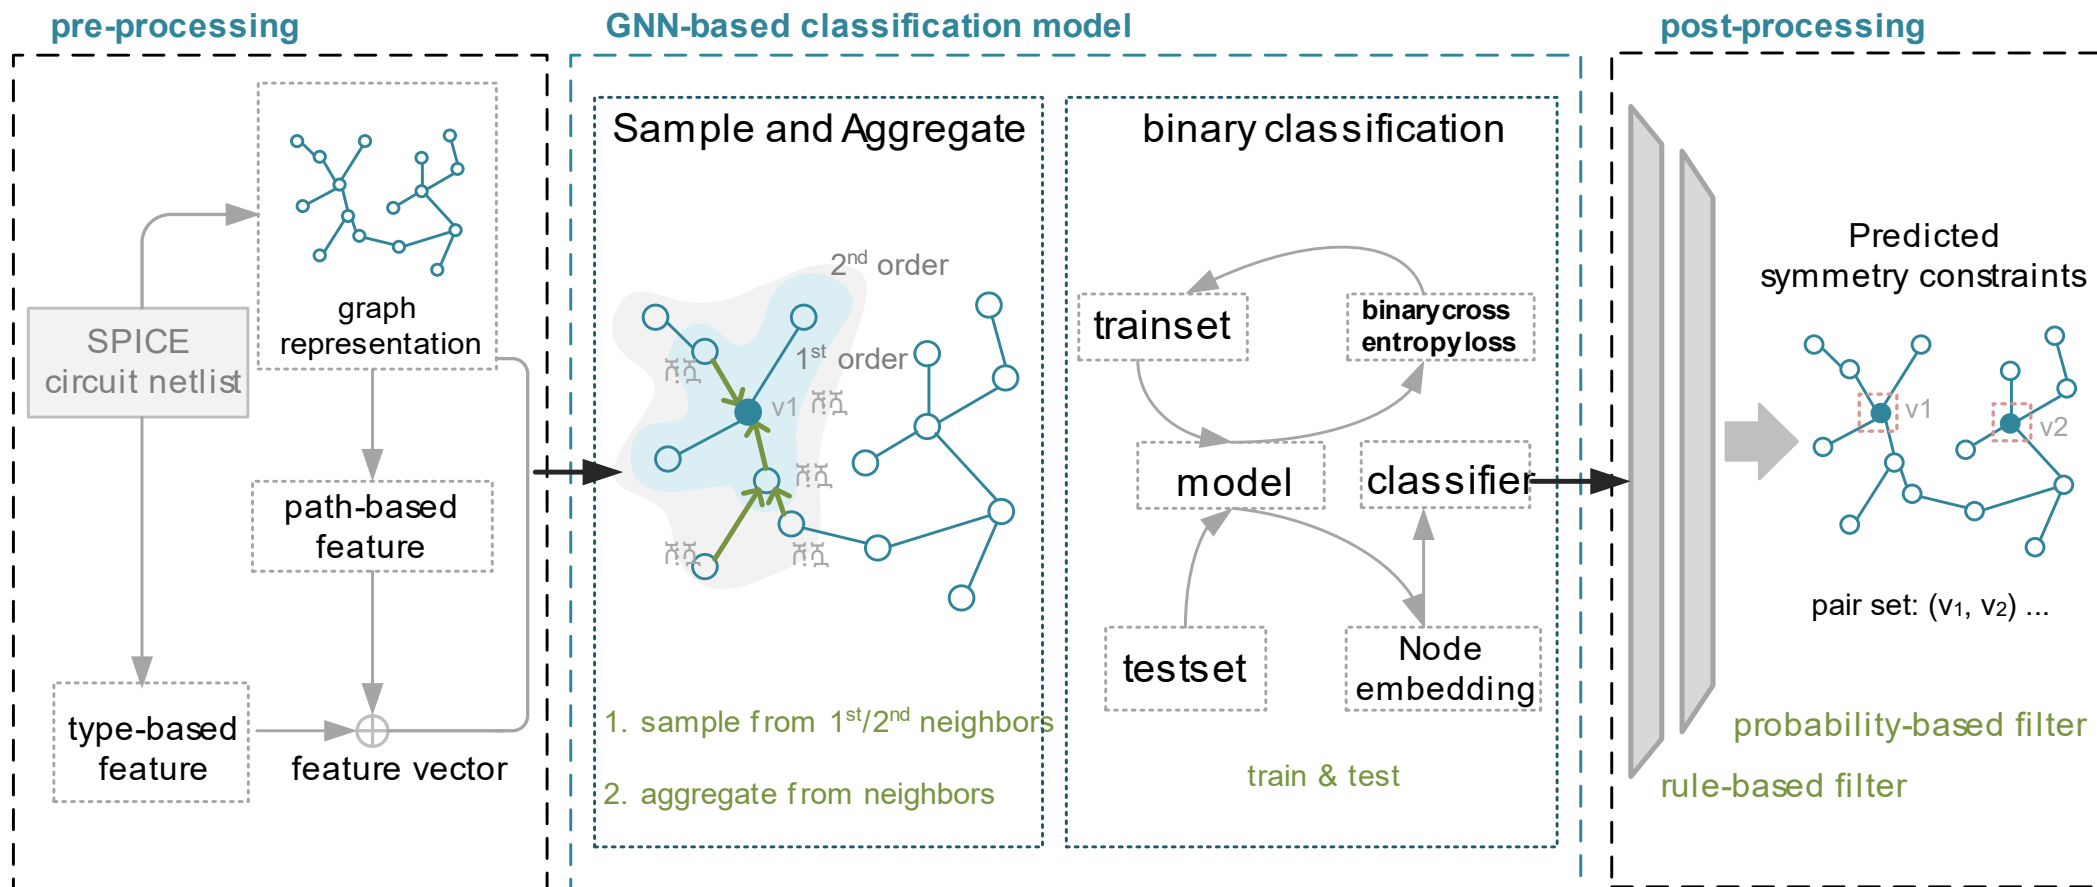 pre-processing
graph
representation
SPICE
circuit netlist
path-based
feature
type-based
feature
feature vector
GNN-based classification model
Sample and Aggregate
2nd order
1st order
v1
1. sample from 1st/2nd neighbors
2. aggregate from neighbors
binary classification
trainset
binary cross
entropy loss
model
classifier
testset
Node
embedding
train & test
post-processing
Predicted
symmetry constraints
v1
v2
pair set: (v1, v2) ...
probability-based filter
rule-based filter